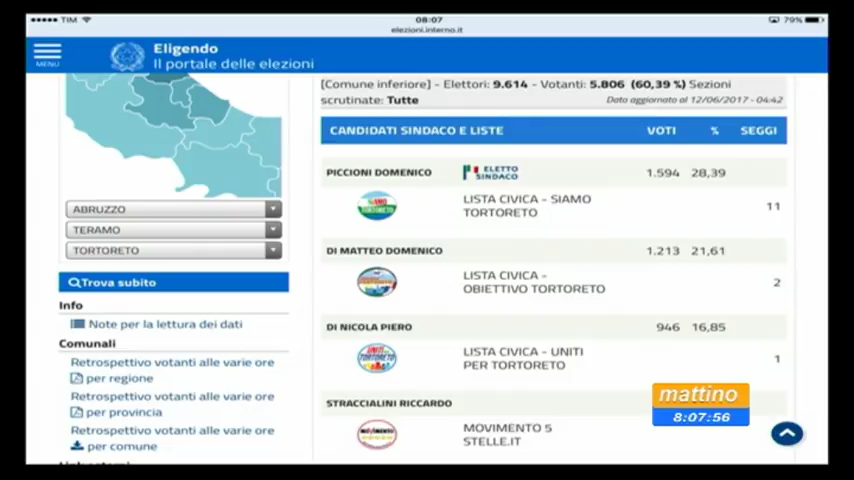 TIM 08:07 79%
elezioni.interno.it
MENU
Eligendo
Il portale delle elezioni
[Comune inferiore] - Elettori: 9.614 - Votanti: 5.806 (60,39 %) Sezioni
scrutinate: Tutte
Dato aggiornato al 12/06/2017 - 04:42
CANDIDATI SINDACO E LISTE VOTI % SEGGI
PICCIONI DOMENICO ELETTO SINDACO 1.594 28,39
LISTA CIVICA - SIAMO
TORTORETO
11
DI MATTEO DOMENICO 1.213 21,61
LISTA CIVICA -
OBIETTIVO TORTORETO
2
DI NICOLA PIERO 946 16,85
LISTA CIVICA - UNITI
PER TORTORETO
1
STRACCIALINI RICCARDO
MOVIMENTO 5
STELLE.IT
ABRUZZO
TERAMO
TORTORETO
Trova subito
Info
Note per la lettura dei dati
Comunali
Retrospettivo votanti alle varie ore
per regione
Retrospettivo votanti alle varie ore
per provincia
Retrospettivo votanti alle varie ore
per comune
mattino
8:07:56